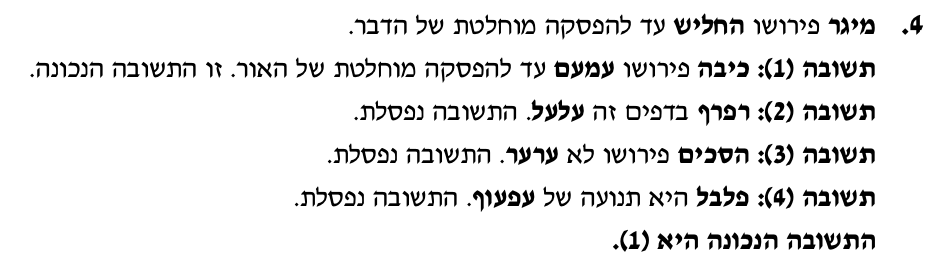 4. מיגר פירושו החליש עד להפסקה מוחלטת של הדבר.
תשובה (1): כיבה פירושו עמעם עד להפסקה מוחלטת של האור. זו התשובה הנכונה.
תשובה (2): רפרף בדפים זה עלעל. התשובה נפסלת.
תשובה (3): הסכים פירושו לא ערער. התשובה נפסלת.
תשובה (4): פלבל היא תנועה של עפעוף. התשובה נפסלת.
התשובה הנכונה היא (1).